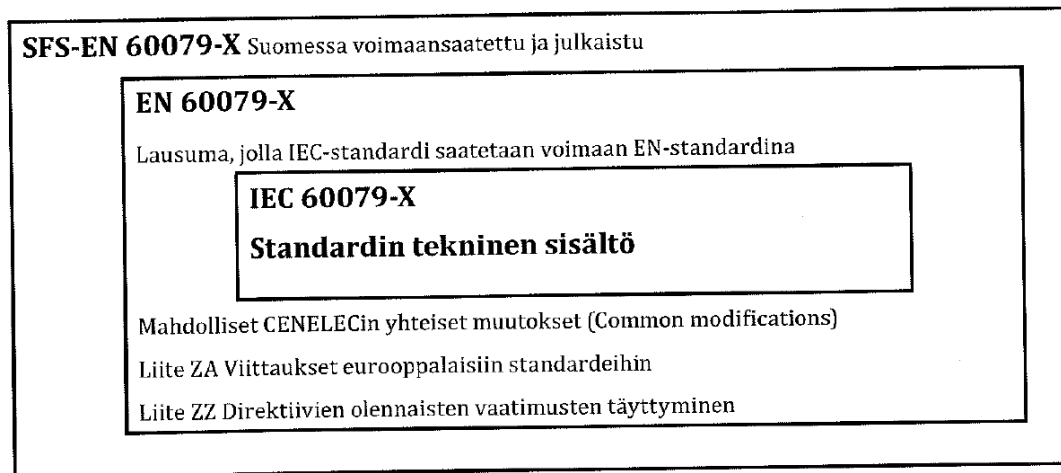 SFS-EN 60079-X Suomessa voimaansaatettu ja julkaistu
EN 60079-X
Lausuma, jolla IEC-standardi saatetaan voimaan EN-standardina
IEC 60079-X
Standardin tekninen sisältö
Mahdolliset CENELECin yhteiset muutokset (Common modifications)
Liite ZA Viittaukset eurooppalaisiin standardeihin
Liite ZZ Direktiivien olennaisten vaatimusten täyttyminen